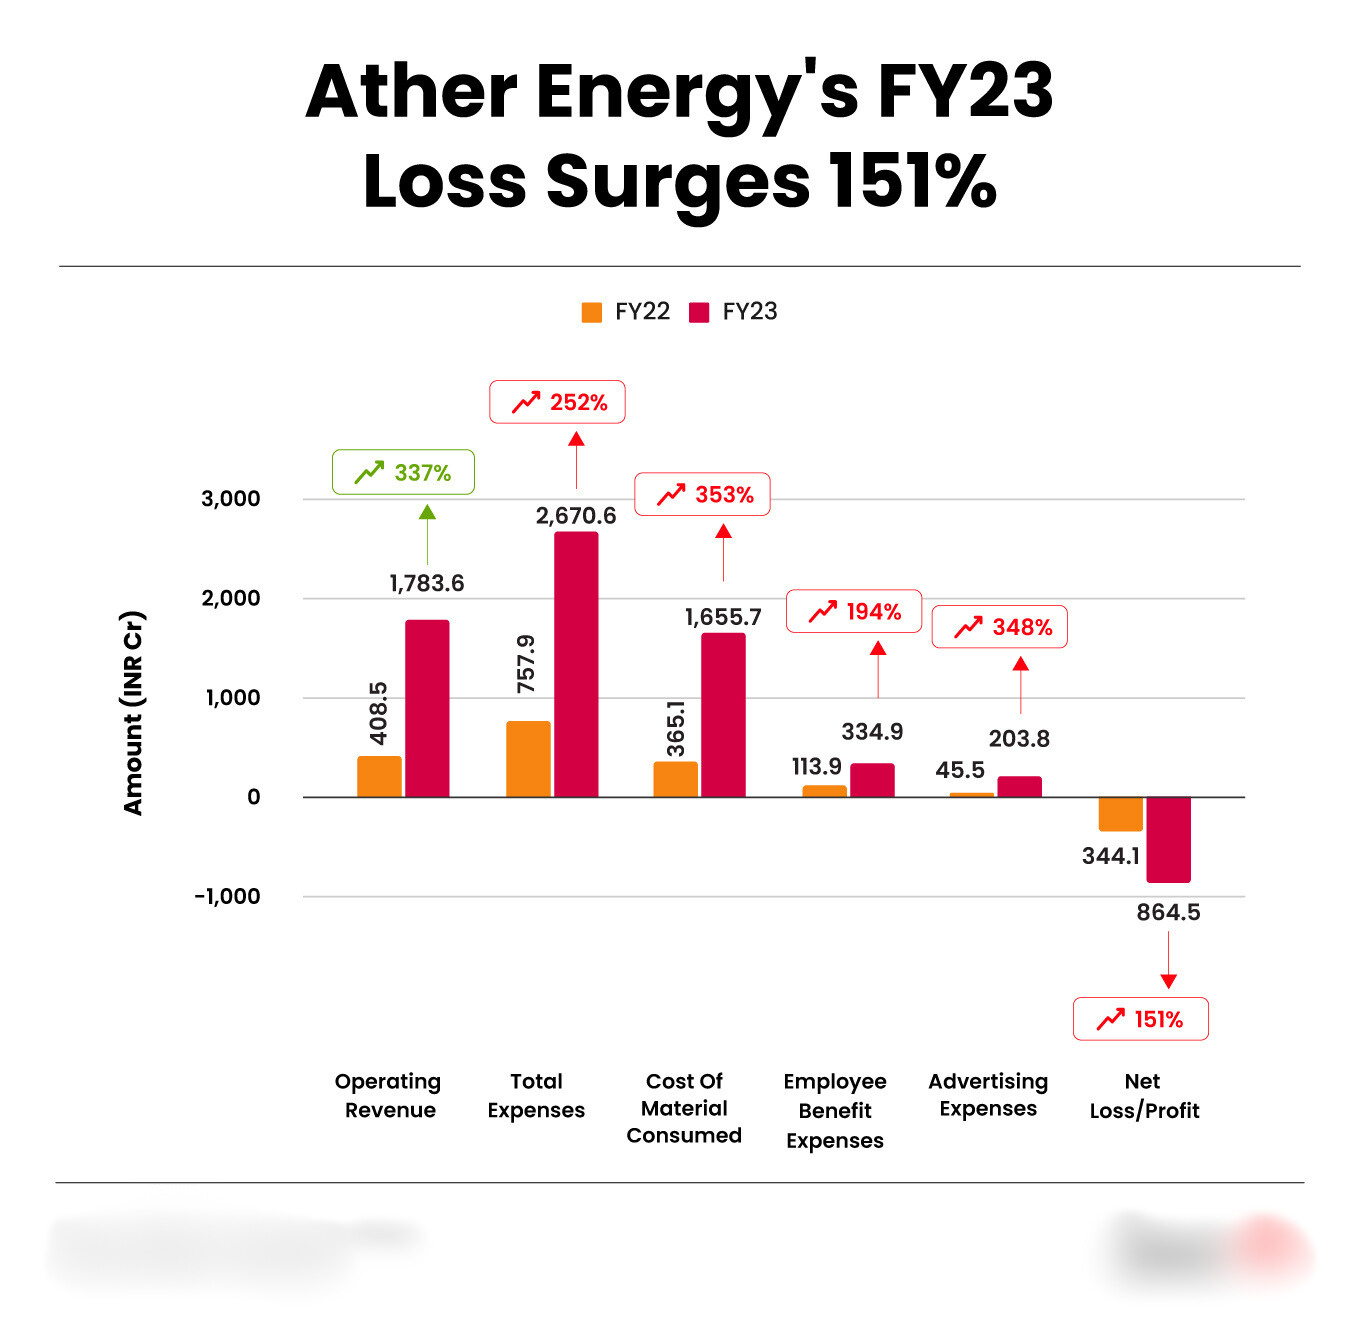 Ather Energy's FY23
Loss Surges 151%
FY22 FY23
252%
337%
353%
3,000
2,670.6
1,783.6
2,000
194%
348%
1,655.7
757.9
Amount (INR Cr)
408.5
365.1
1,000
334.9
203.8
113.9
45.5
0
344.1
-1,000
864.5
151%
Operating
Revenue
Total
Expenses
Cost Of
Material
Consumed
Employee
Benefit
Expenses
Advertising
Expenses
Net
Loss/Profit